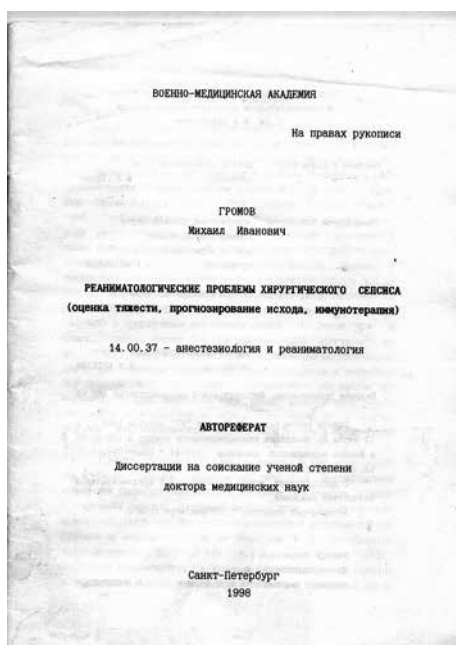 ВОЕННО-МЕДИЦИНСКАЯ АКАДЕМИЯ
На правах рукописи
ГРОМОВ
Михаил Иванович
РЕАНИМАТОЛОГИЧЕСКИЕ ПРОБЛЕМЫ ХИРУРГИЧЕСКОГО СЕПСИСА
(оценка тяжести, прогнозирование исхода, иммунотерапия)
14.00.37 - анестезиология и реаниматология
АВТОРЕФЕРАТ
Диссертации на соискание ученой степени
доктора медицинских наук
Санкт-Петербург
1998